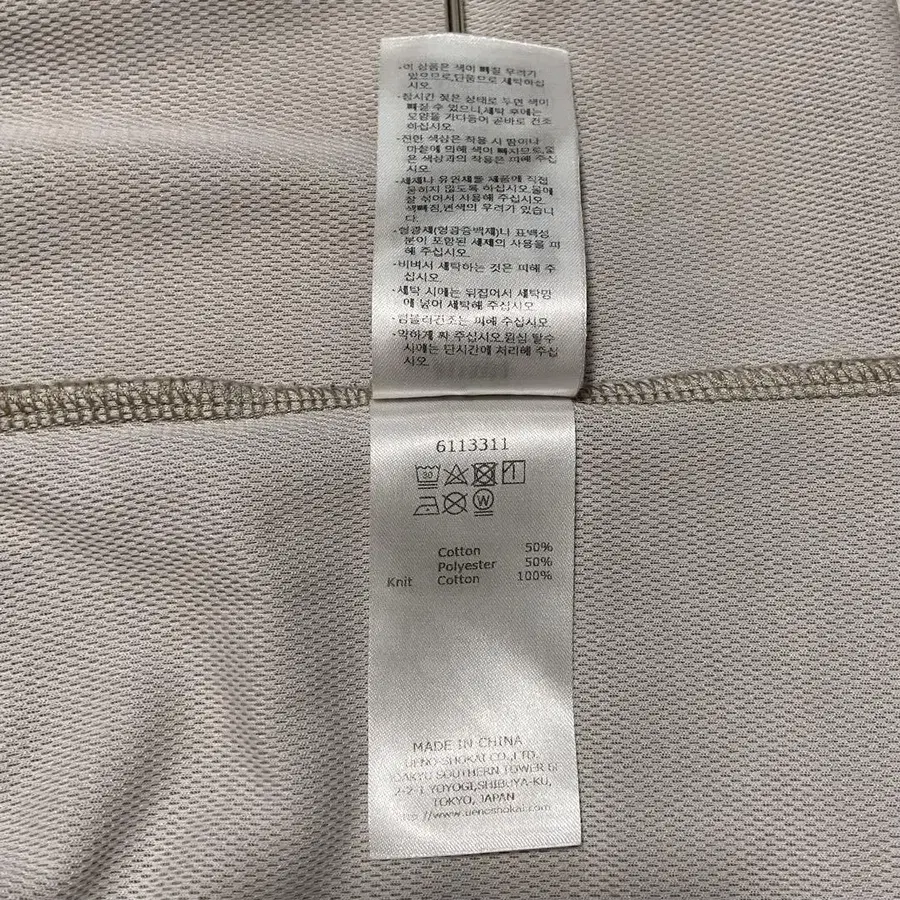 -이 상품은 색이 빠질 우려가
있으므로,단품으로 세탁하십
시오.
-장시간 젖은 상태로 두면 색이
빠질 수 있으니,세탁 후에는
모양을 가다듬어 곧바로 건조
하십시오.
-진한 색상은 착용 시 땀이나
마찰에 의해 색이 빠지므로,옅
은 색상과의 착용은 피해 주십
시오.
-세제나 유연제를 제품에 직접
묻히지 않도록 하십시오.물에
잘 섞어서 사용해 주십시오.
색빠짐,변색의 우려가 있습니
다.
-형광제(형광증백제)나 표백성
분이 포함된 세제의 사용을 피
해 주십시오.
-비벼서 세탁하는 것은 피해 주
십시오.
-세탁 시에는 뒤집어서 세탁망
에 넣어 세탁해 주십시오.
-텀블러건조는 피해 주십시오.
-약하게 짜 주십시오.원심 탈수
시에는 단시간에 처리해 주십
시오.
6113311
30
W
Cotton 50%
Polyester 50%
Knit Cotton 100%
MADE IN CHINA
UENO-SHOKAI CO.,LTD.
ODAKYU SOUTHERN TOWER 6F
2-2-1 YOYOGI,SHIBUYA-KU,
TOKYO, JAPAN
http://www.uenoshokai.com